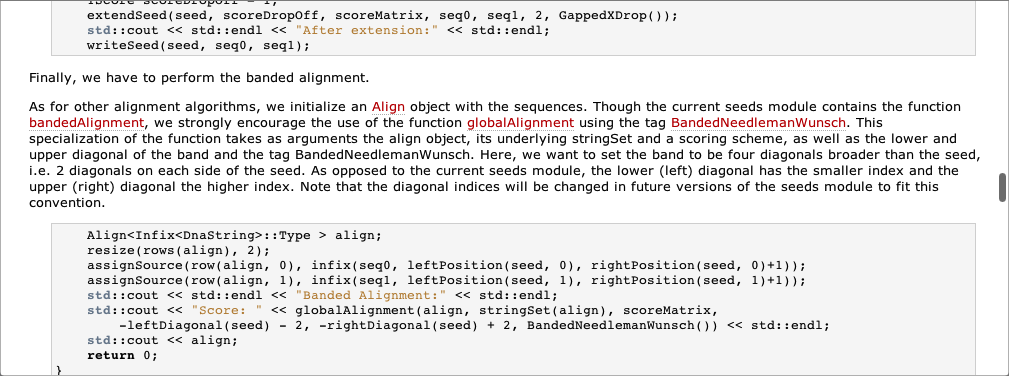 extendSeed(seed, scoreDropOff, scoreMatrix, seq0, seq1, 2, GappedXDrop());
std::cout << std::endl << "After extension:" << std::endl;
writeSeed(seed, seq0, seq1);
Finally, we have to perform the banded alignment.
As for other alignment algorithms, we initialize an Align object with the sequences. Though the current seeds module contains the function
bandedAlignment, we strongly encourage the use of the function globalAlignment using the tag BandedNeedlemanWunsch. This
specialization of the function takes as arguments the align object, its underlying stringSet and a scoring scheme, as well as the lower and
upper diagonal of the band and the tag BandedNeedlemanWunsch. Here, we want to set the band to be four diagonals broader than the seed,
i.e. 2 diagonals on each side of the seed. As opposed to the current seeds module, the lower (left) diagonal has the smaller index and the
upper (right) diagonal the higher index. Note that the diagonal indices will be changed in future versions of the seeds module to fit this
convention.
Align<Infix<DnaString>::Type > align;
resize(rows(align), 2);
assignSource(row(align, 0), infix(seq0, leftPosition(seed, 0), rightPosition(seed, 0)+1));
assignSource(row(align, 1), infix(seq1, leftPosition(seed, 1), rightPosition(seed, 1)+1));
std::cout << std::endl << "Banded Alignment:" << std::endl;
std::cout << "Score: " << globalAlignment(align, stringSet(align), scoreMatrix,
-leftDiagonal(seed) - 2, -rightDiagonal(seed) + 2, BandedNeedlemanWunsch()) << std::endl;
std::cout << align;
return 0;
}